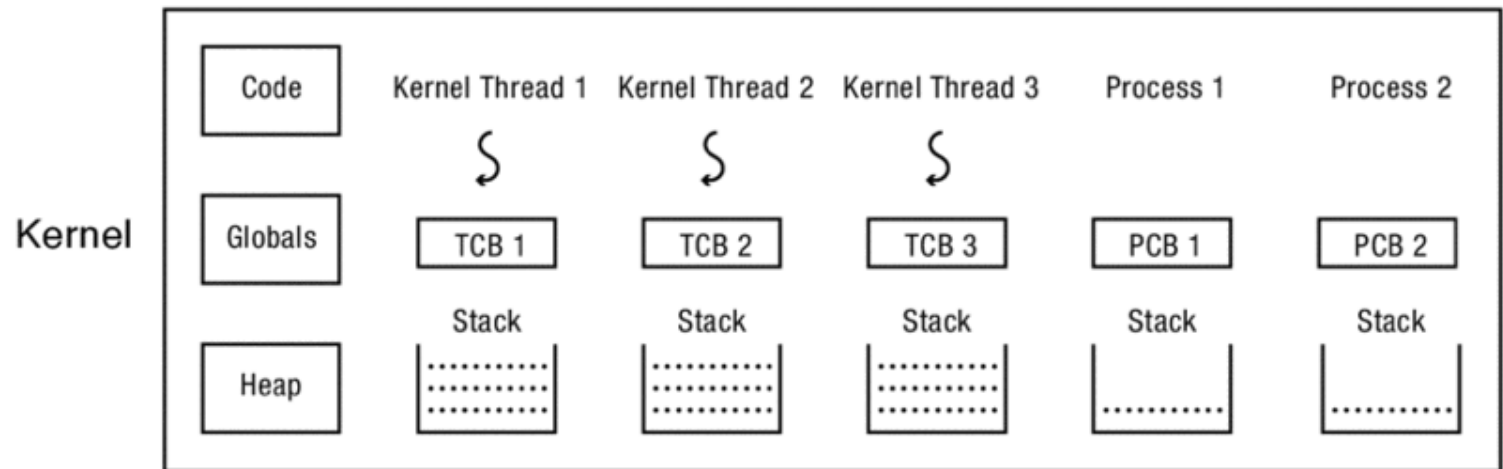 Code Kernel Thread 1 Kernel Thread 2 Kernel Thread 3 Process 1 Process 2
Kernel Globals TCB 1 TCB 2 TCB 3 PCB 1 PCB 2
Stack Stack Stack Stack Stack
Heap